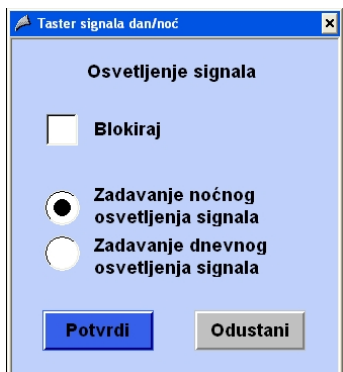 Taster signala dan/noć
Osvetljenje signala
Blokiraj
Zadavanje noćnog
osvetljenja signala
Zadavanje dnevnog
osvetljenja signala
Potvrdi
Odustani